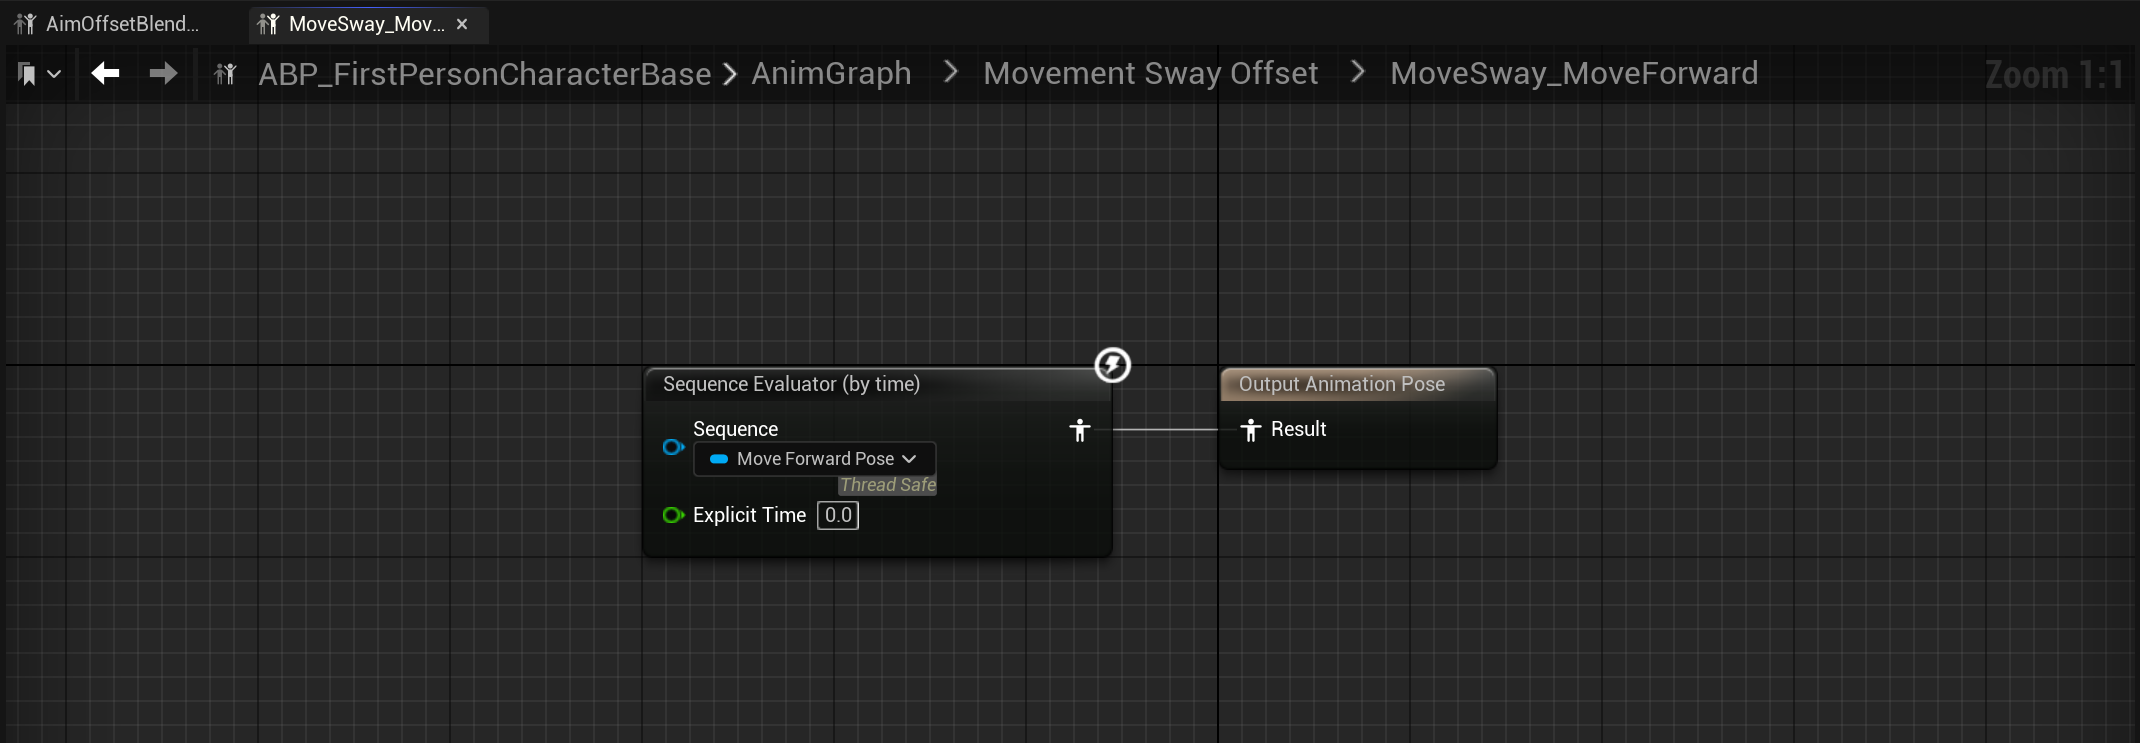 AimOffsetBlend...
MoveSway_Mov...
ABP_FirstPersonCharacterBase > AnimGraph > Movement Sway Offset > MoveSway_MoveForward
Zoom 1:1
Sequence Evaluator (by time)
Sequence
Move Forward Pose
Thread Safe
Explicit Time 0.0
Output Animation Pose
Result